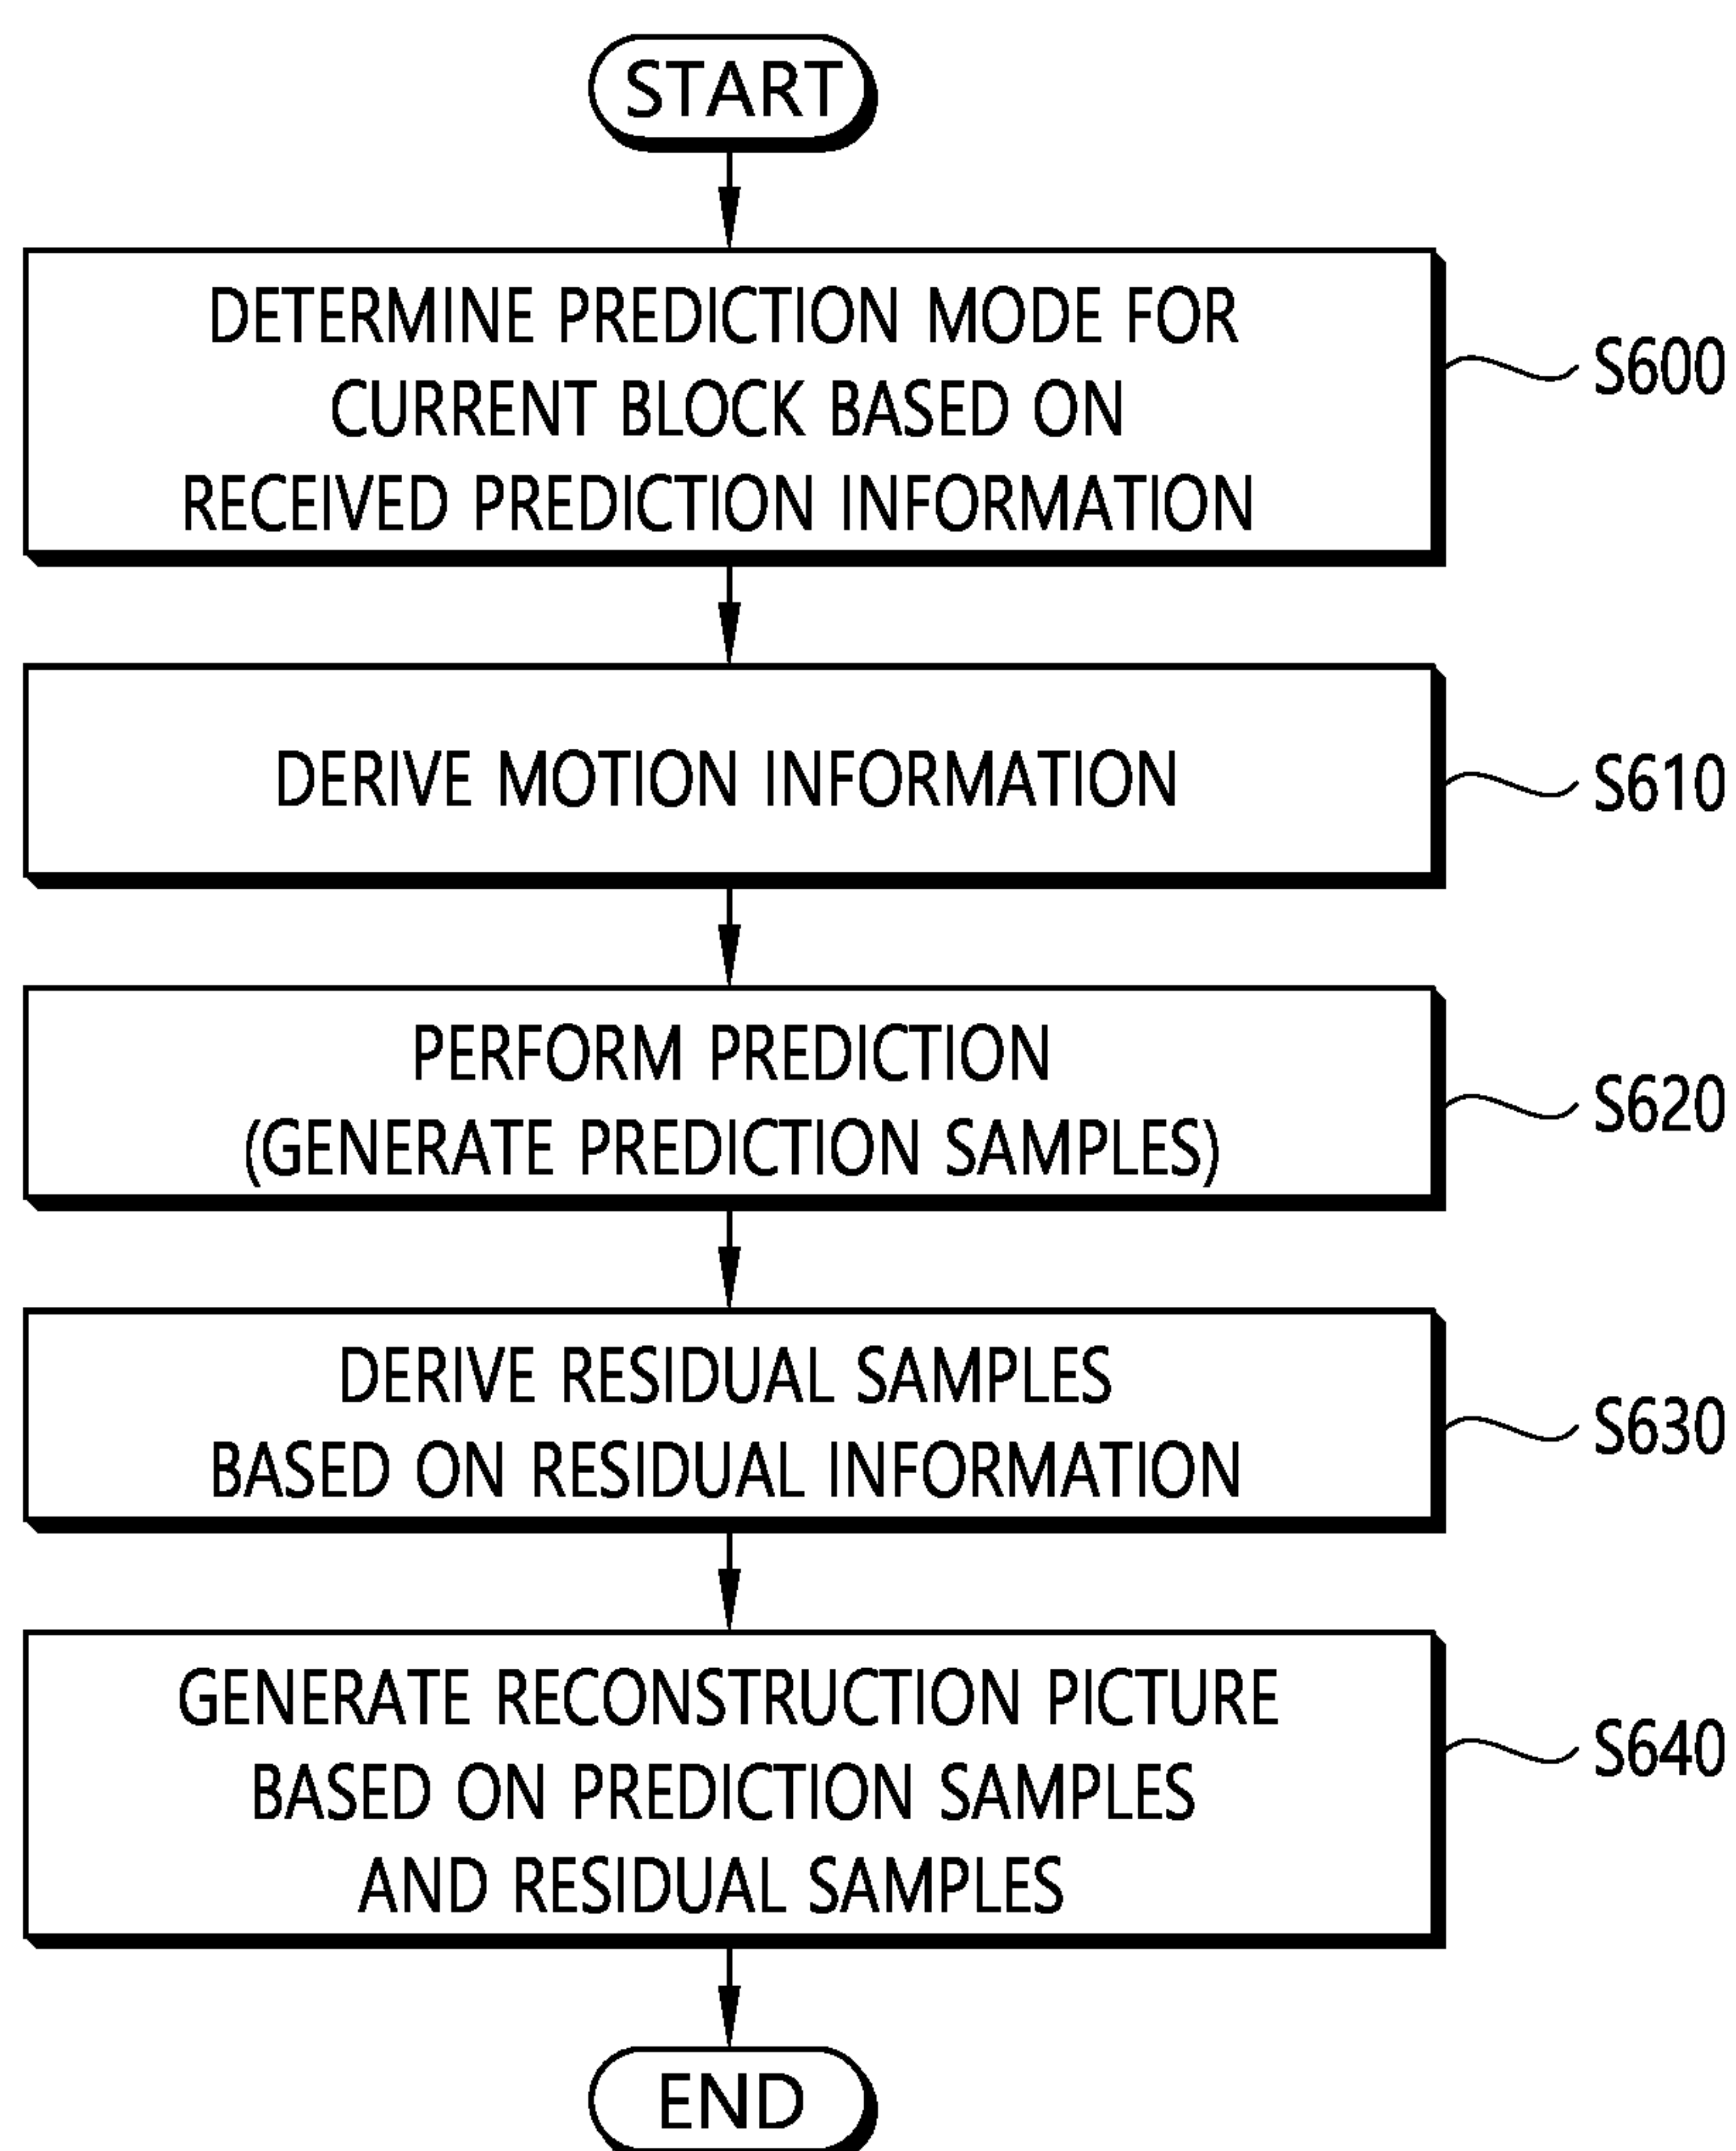 START
DETERMINE PREDICTION MODE FOR
CURRENT BLOCK BASED ON
RECEIVED PREDICTION INFORMATION
S600
DERIVE MOTION INFORMATION
S610
PERFORM PREDICTION
(GENERATE PREDICTION SAMPLES)
S620
DERIVE RESIDUAL SAMPLES
BASED ON RESIDUAL INFORMATION
S630
GENERATE RECONSTRUCTION PICTURE
BASED ON PREDICTION SAMPLES
AND RESIDUAL SAMPLES
S640
END